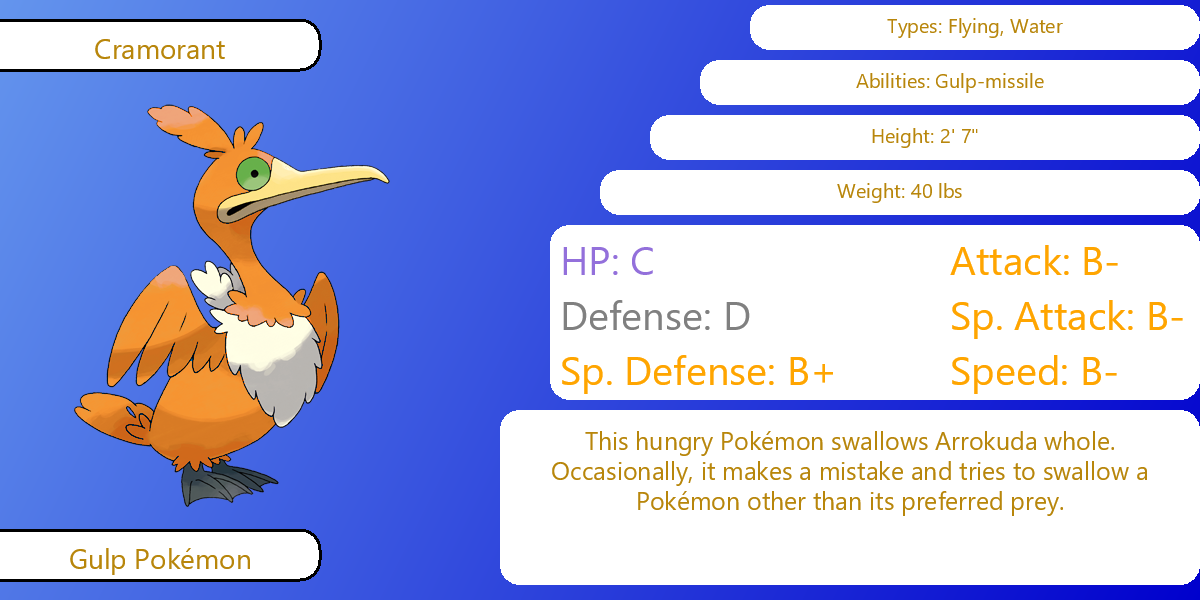 Cramorant
Types: Flying, Water
Abilities: Gulp-missile
Height: 2' 7"
Weight: 40 lbs
HP: C
Attack: B-
Defense: D
Sp. Attack: B-
Sp. Defense: B+
Speed: B-
This hungry Pokémon swallows Arrokuda whole.
Occasionally, it makes a mistake and tries to swallow a
Pokémon other than its preferred prey.
Gulp Pokémon